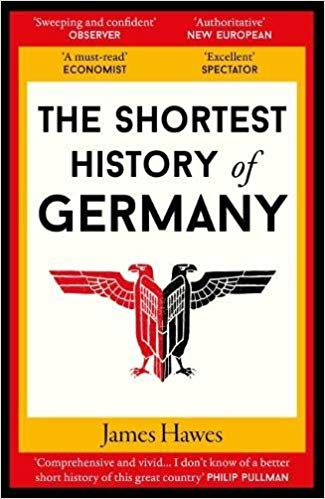 'Sweeping and confident'
OBSERVER
'Authoritative'
NEW EUROPEAN
'A must-read'
ECONOMIST
'Excellent'
SPECTATOR
THE SHORTEST
HISTORY of
GERMANY
James Hawes
'Comprehensive and vivid... I don't know of a better
short history of this great country' PHILIP PULLMAN